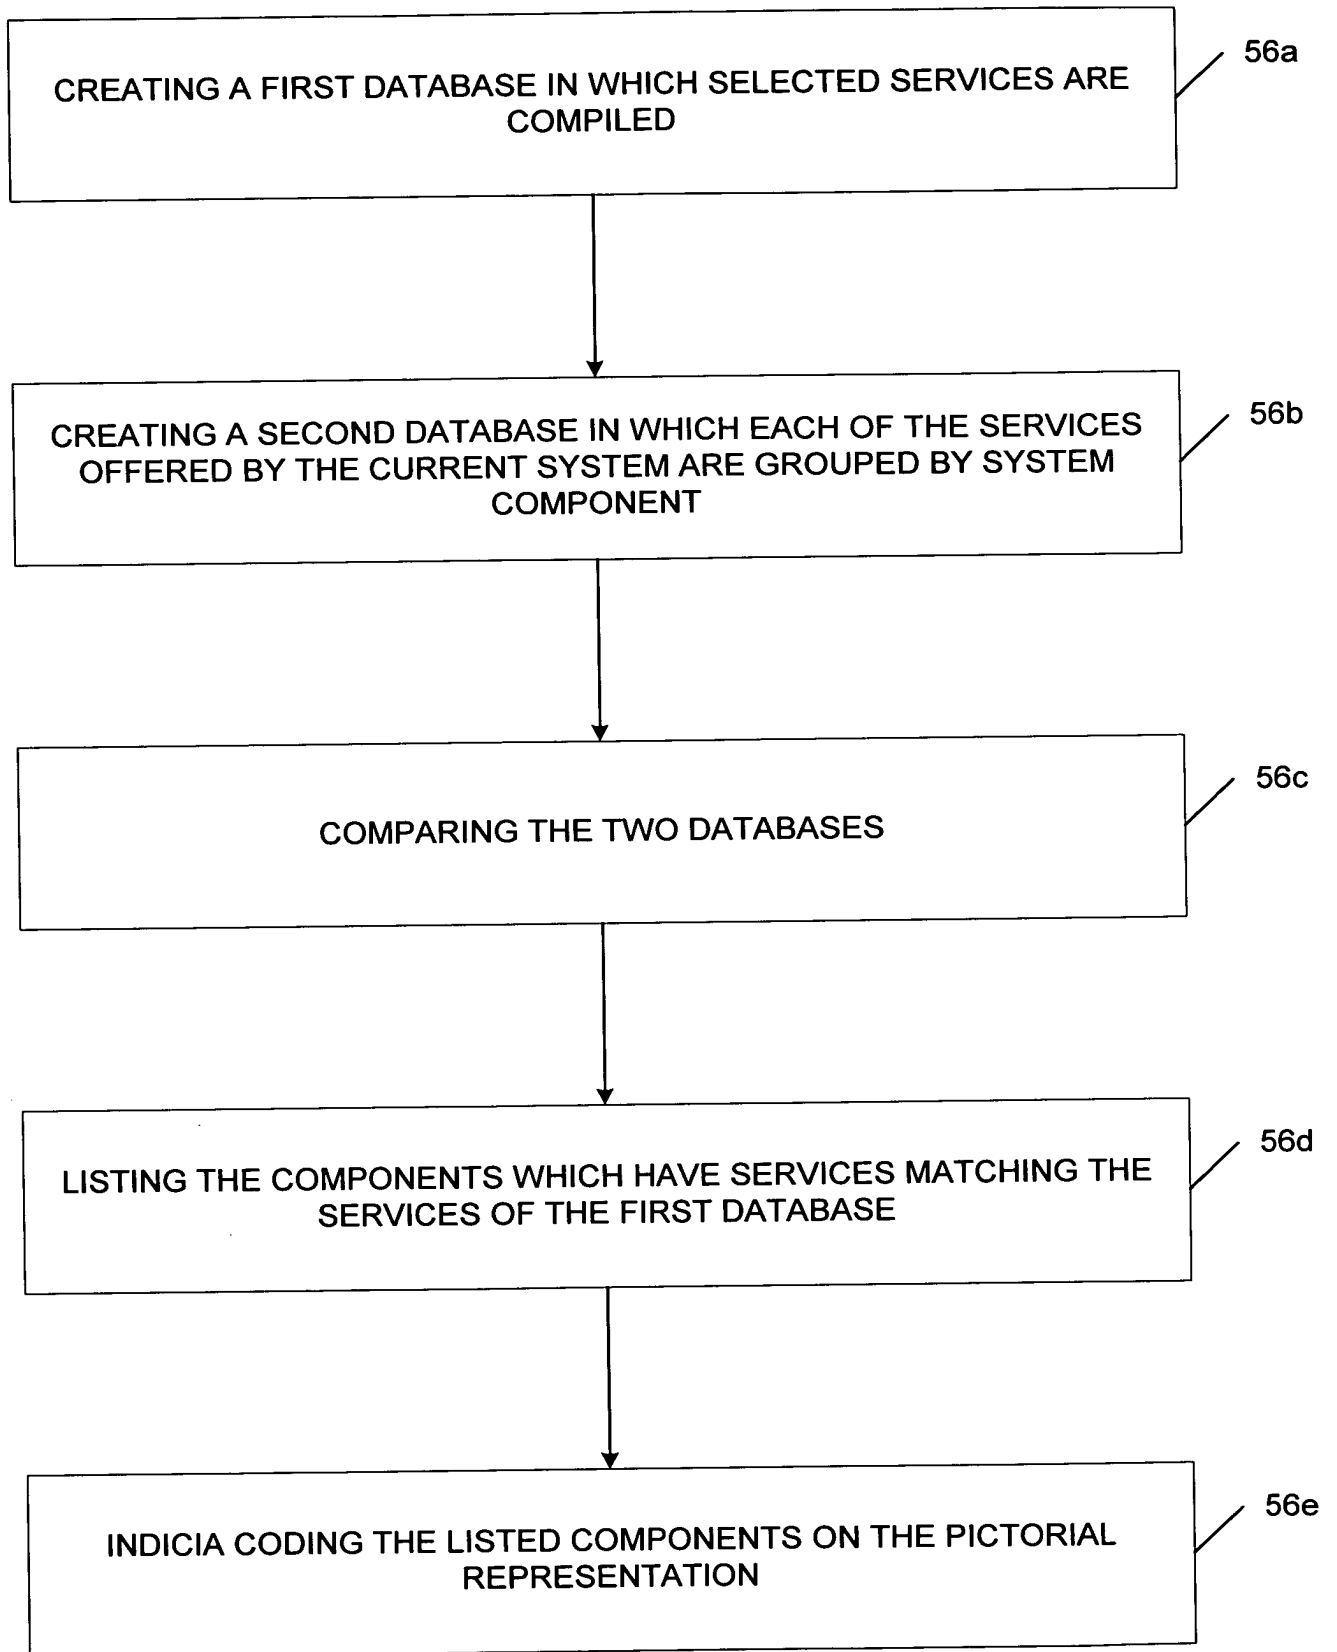 CREATING A FIRST DATABASE IN WHICH SELECTED SERVICES ARE
COMPILED
56a
CREATING A SECOND DATABASE IN WHICH EACH OF THE SERVICES
OFFERED BY THE CURRENT SYSTEM ARE GROUPED BY SYSTEM
COMPONENT
56b
COMPARING THE TWO DATABASES
56c
LISTING THE COMPONENTS WHICH HAVE SERVICES MATCHING THE
SERVICES OF THE FIRST DATABASE
56d
INDICIA CODING THE LISTED COMPONENTS ON THE PICTORIAL
REPRESENTATION
56e